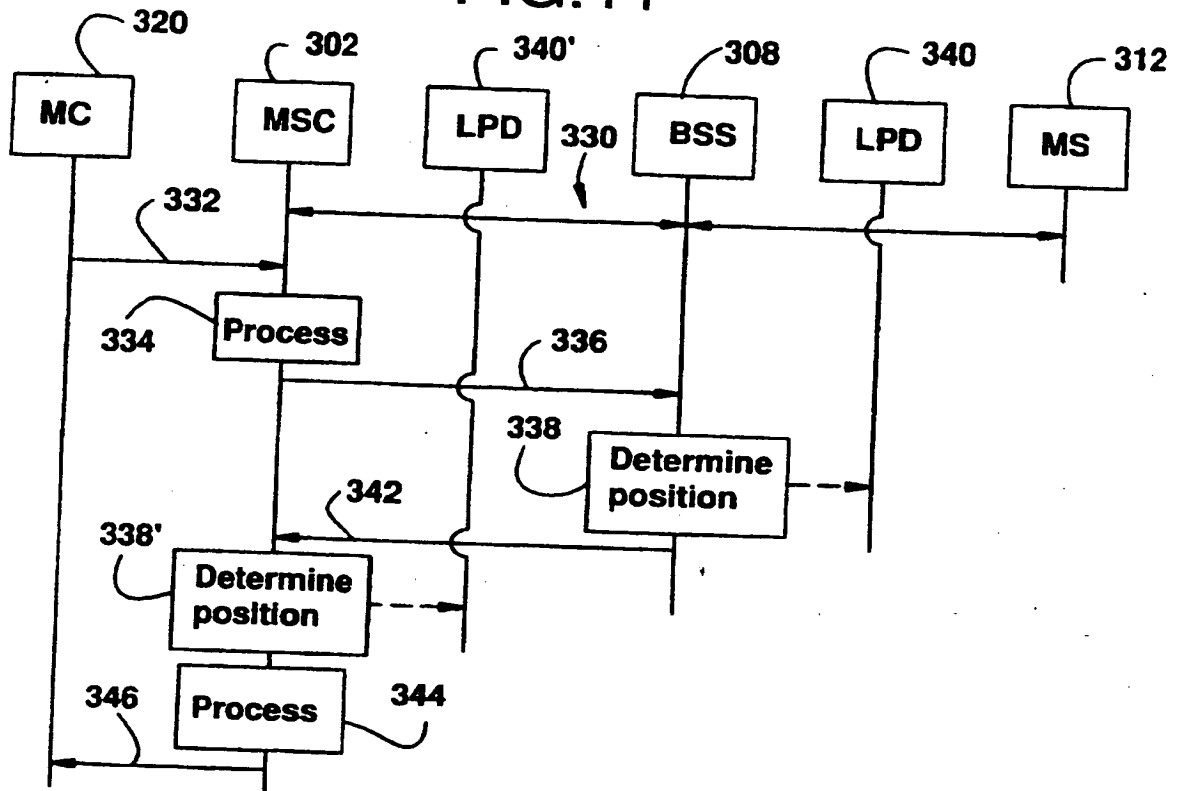 320
302
340'
308
340
312
MC
MSC
LPD
BSS
LPD
MS
330
332
334
Process
336
338
Determine
position
342
338'
Determine
position
Process
344
346